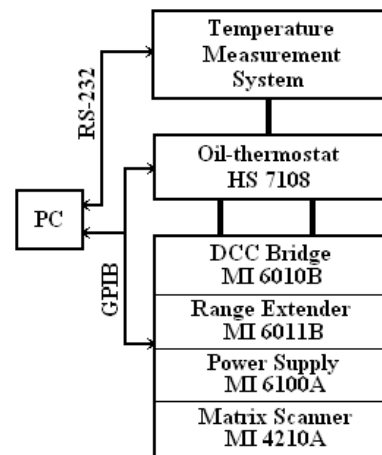 Temperature
Measurement
System
RS-232
Oil-thermostat
HS 7108
PC
GPIB
DCC Bridge
MI 6010B
Range Extender
MI 6011B
Power Supply
MI 6100A
Matrix Scanner
MI 4210A